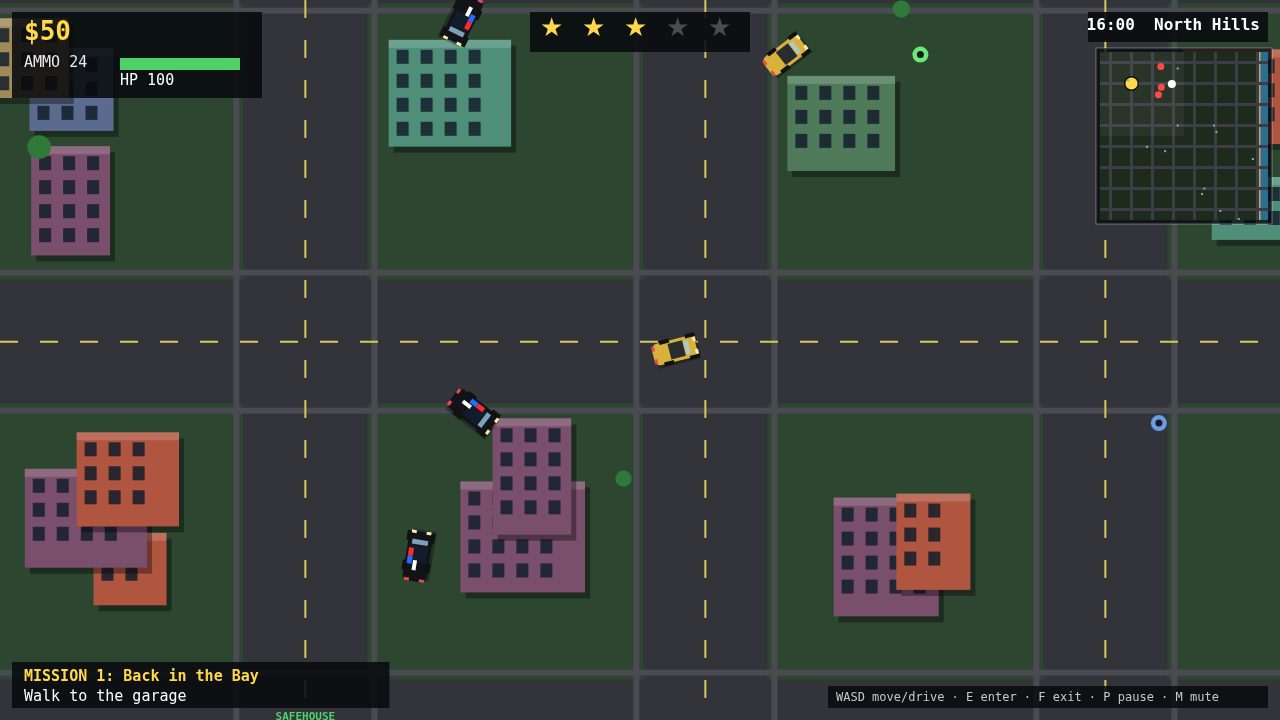 $50
AMMO 24
HP 100
16:00 North Hills
MISSION 1: Back in the Bay
Walk to the garage
SAFEHOUSE
WASD move/drive · E enter · F exit · P pause · M mute